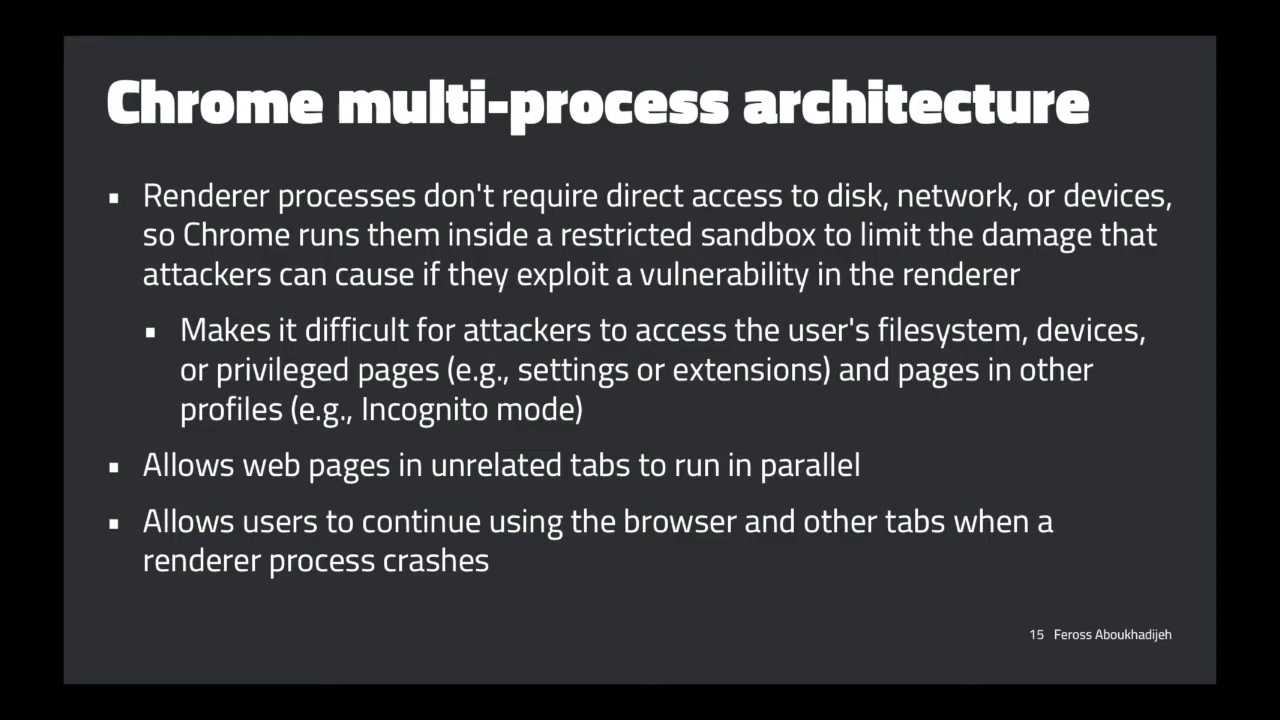 Chrome multi-process architecture
▪ Renderer processes don't require direct access to disk, network, or devices,
so Chrome runs them inside a restricted sandbox to limit the damage that
attackers can cause if they exploit a vulnerability in the renderer
▪ Makes it difficult for attackers to access the user's filesystem, devices,
or privileged pages (e.g., settings or extensions) and pages in other
profiles (e.g., Incognito mode)
▪ Allows web pages in unrelated tabs to run in parallel
▪ Allows users to continue using the browser and other tabs when a
renderer process crashes
15 Feross Aboukhadijeh